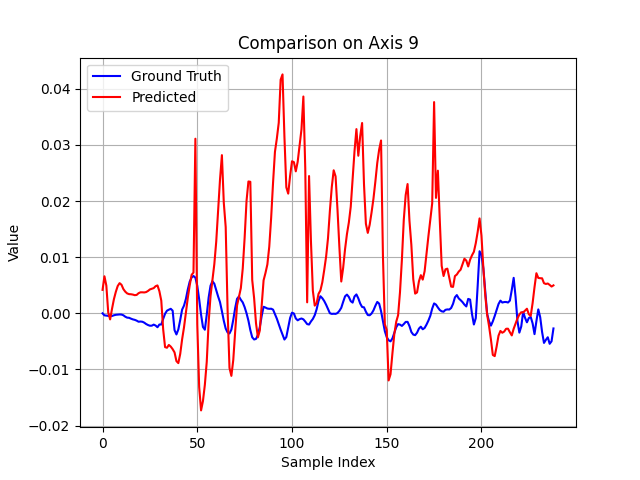 Comparison on Axis 9
Ground Truth
Predicted
0.04
0.03
0.02
0.01
0.00
−0.01
−0.02
Value
0
50
100
150
200
Sample Index